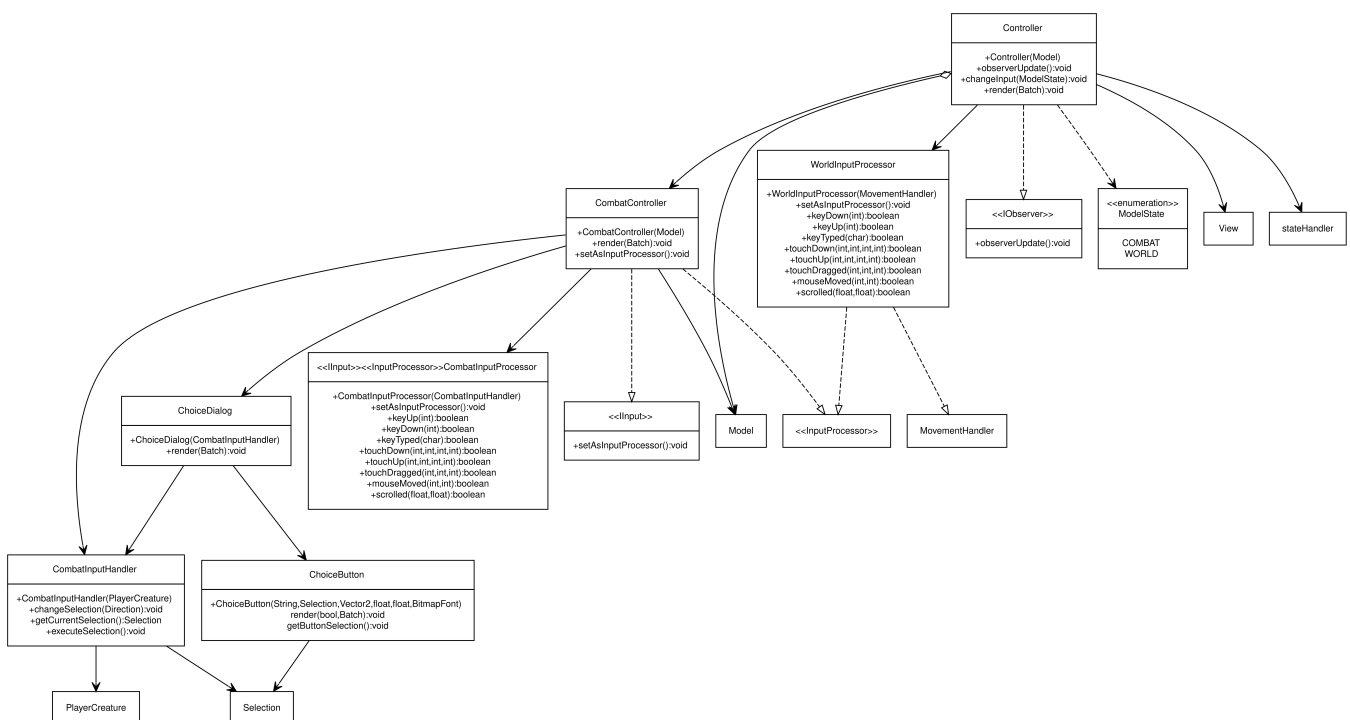 Controller
+Controller(Model)
+observerUpdate():void
+changeInput(ModelState):void
+render(Batch):void
WorldInputProcessor
+WorldInputProcessor(MovementHandler)
+setAsInputProcessor():void
+keyDown(int):boolean
+keyUp(int):boolean
+keyTyped(char):boolean
+touchDown(int,int,int,int):boolean
+touchUp(int,int,int,int):boolean
+touchDragged(int,int,int):boolean
+mouseMoved(int,int):boolean
+scrolled(float,float):boolean
CombatController
+CombatController(Model)
+render(Batch):void
+setAsInputProcessor():void
<<IObserver>>
+observerUpdate():void
<<enumeration>>
ModelState
COMBAT
WORLD
View
stateHandler
<<IInput>><<InputProcessor>>CombatInputProcessor
+CombatInputProcessor(CombatInputHandler)
+setAsInputProcessor():void
+keyUp(int):boolean
+keyDown(int):boolean
+keyTyped(char):boolean
+touchDown(int,int,int,int):boolean
+touchUp(int,int,int,int):boolean
+touchDragged(int,int,int):boolean
+mouseMoved(int,int):boolean
+scrolled(float,float):boolean
ChoiceDialog
+ChoiceDialog(CombatInputHandler)
+render(Batch):void
<<IInput>>
+setAsInputProcessor():void
Model
<<InputProcessor>>
MovementHandler
CombatInputHandler
+CombatInputHandler(PlayerCreature)
+changeSelection(Direction):void
+getCurrentSelection():Selection
+executeSelection():void
ChoiceButton
+ChoiceButton(String,Selection,Vector2,float,float,BitmapFont)
render(bool,Batch):void
getButtonSelection():void
PlayerCreature
Selection